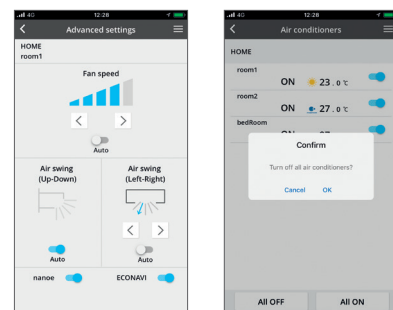 .ııl 4G 12:28
Advanced settings
HOME
room1
Fan speed
Auto
Air swing
(Up-Down)
Air swing
(Left-Right)
Auto
Auto
nanoe
ECONAVI
.ııl 4G 12:28
Air conditioners
HOME
room1
ON 23.0 ℃
room2
ON 27.0 ℃
bedRoom
Confirm
Turn off all air conditioners?
Cancel OK
All OFF All ON